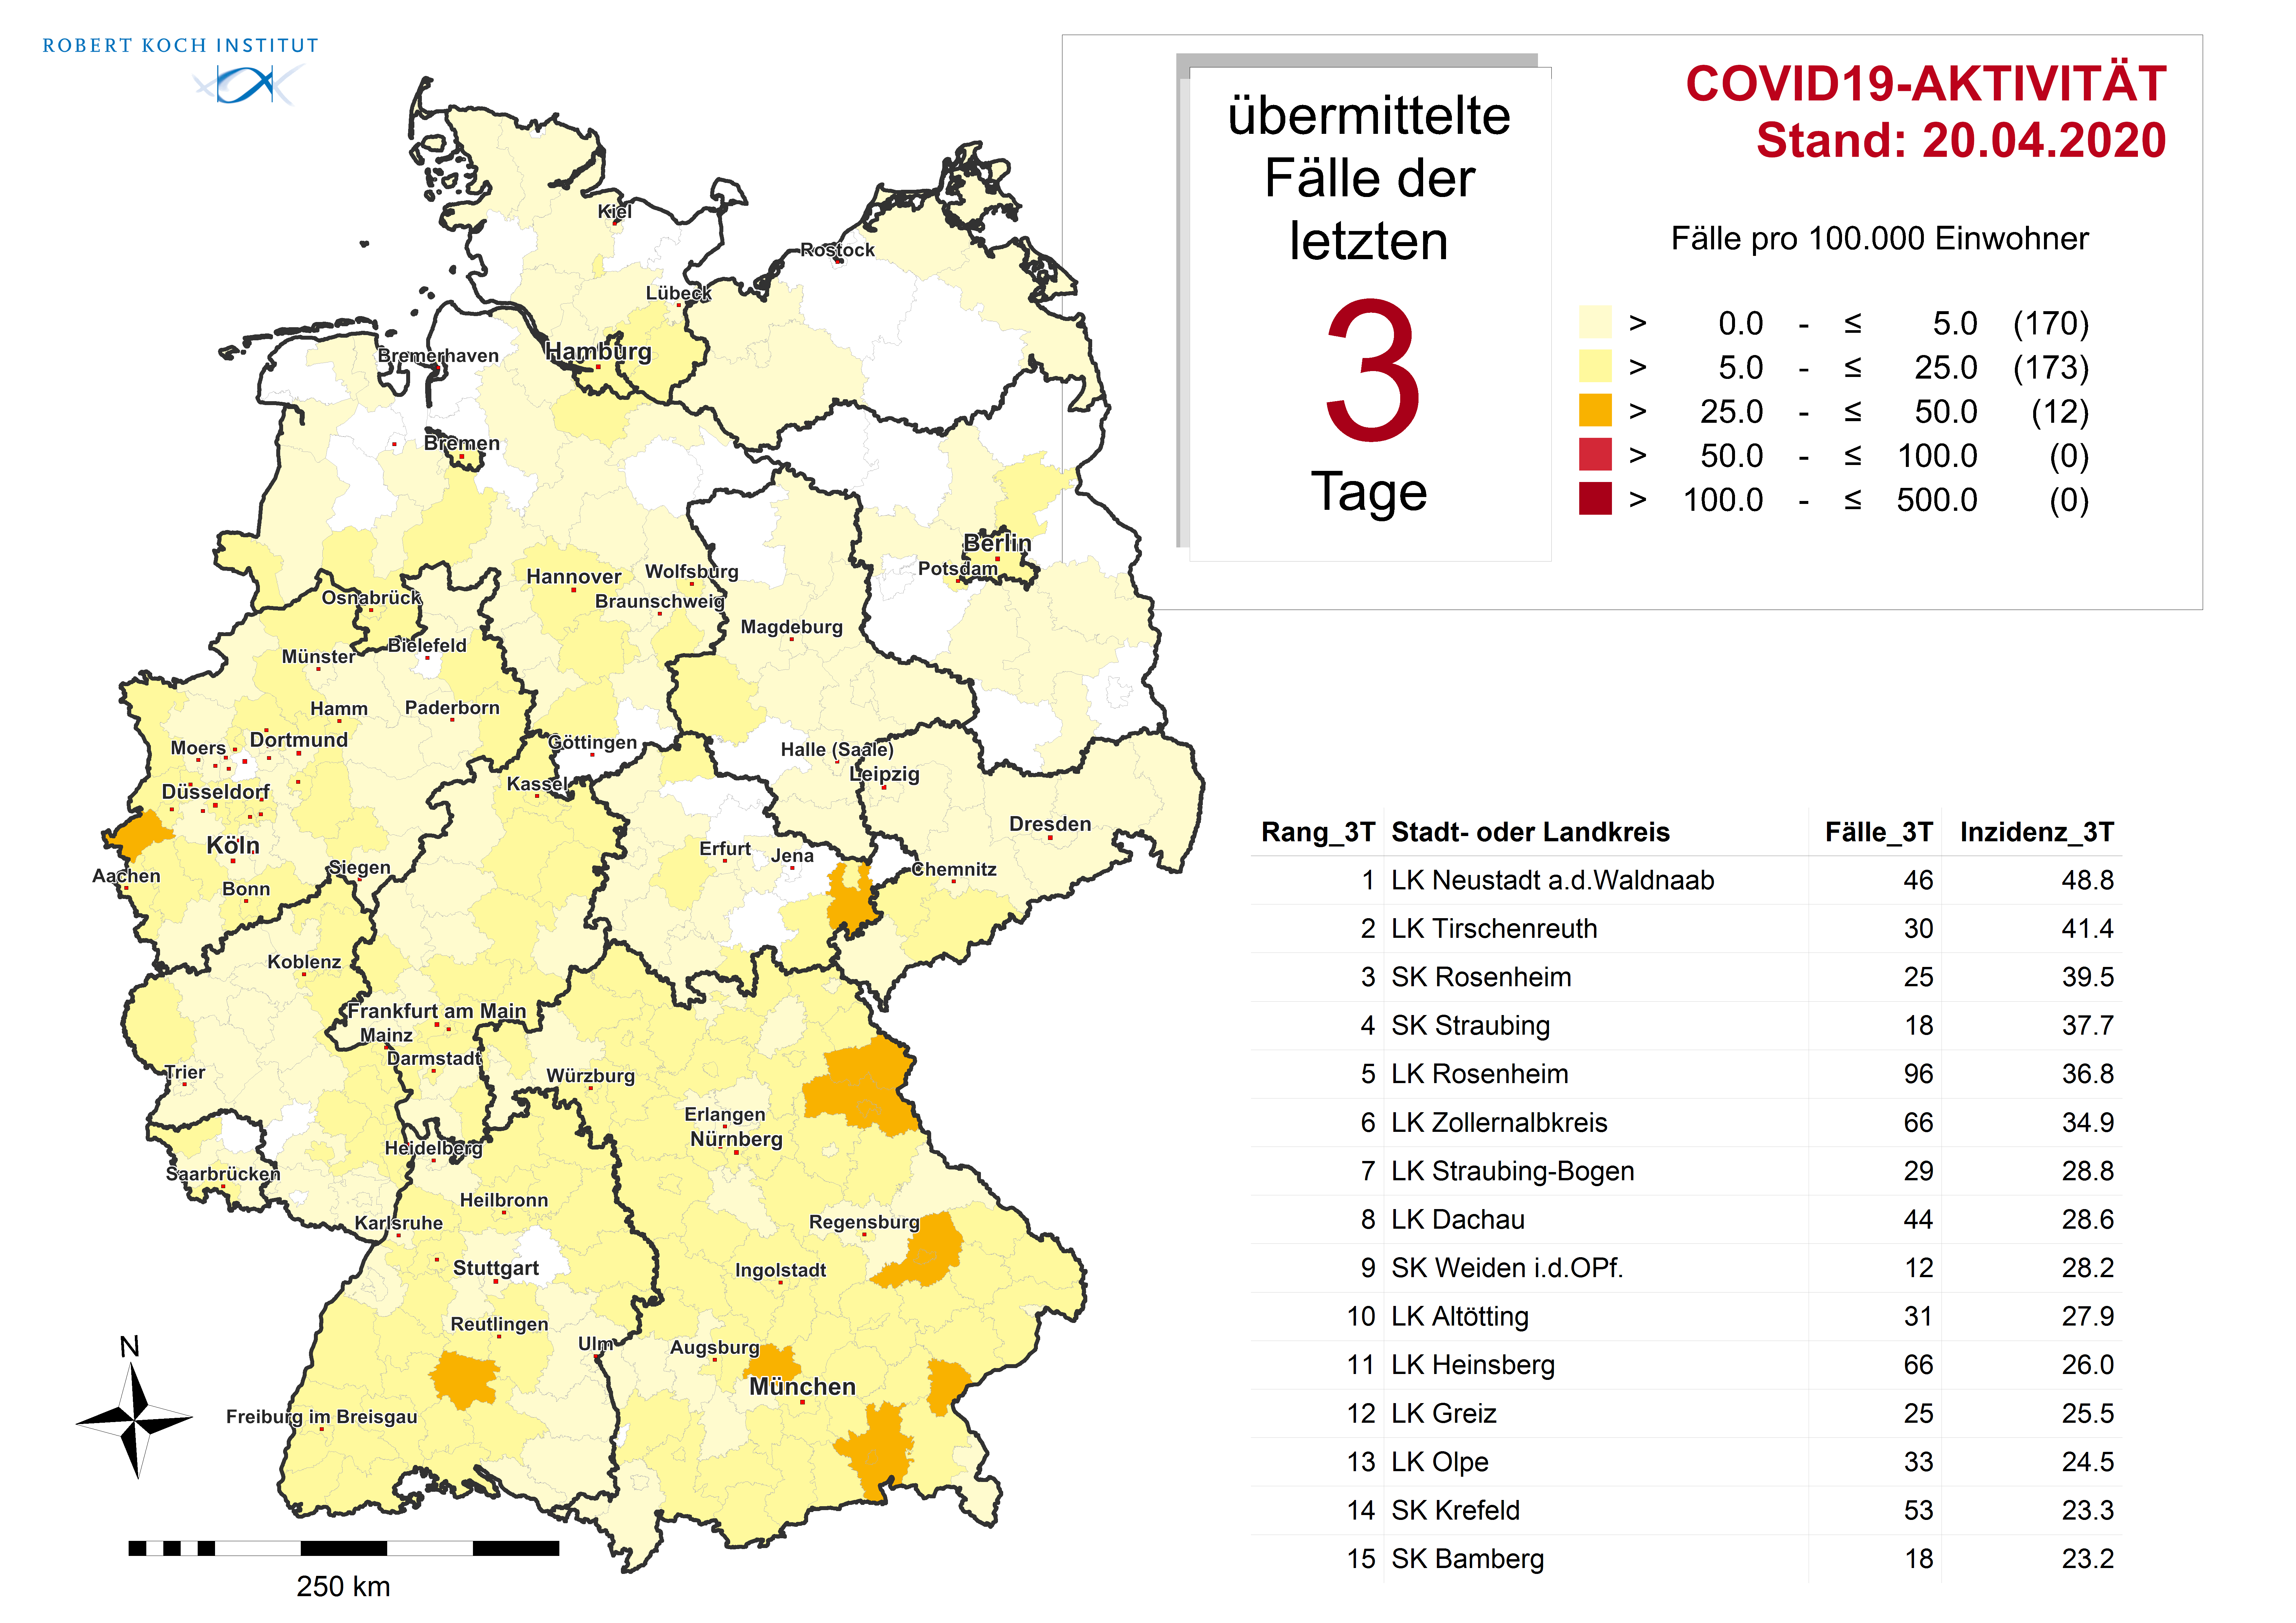 ROBERT KOCH INSTITUT
übermittelte
Fälle der
letzten
3
Tage
COVID19-AKTIVITÄT
Stand: 20.04.2020
Fälle pro 100.000 Einwohner
> 0.0 - ≤ 5.0 (170)
> 5.0 - ≤ 25.0 (173)
> 25.0 - ≤ 50.0 (12)
> 50.0 - ≤ 100.0 (0)
> 100.0 - ≤ 500.0 (0)
Kiel
Rostock
Lübeck
Hamburg
Bremerhaven
Bremen
Berlin
Potsdam
Hannover
Wolfsburg
Braunschweig
Osnabrück
Magdeburg
Bielefeld
Münster
Hamm
Paderborn
Moers
Dortmund
Göttingen
Halle (Saale)
Leipzig
Kassel
Düsseldorf
Dresden
Köln
Erfurt
Jena
Siegen
Chemnitz
Aachen
Bonn
Koblenz
Frankfurt am Main
Mainz
Darmstadt
Trier
Würzburg
Erlangen
Nürnberg
Heidelberg
Saarbrücken
Heilbronn
Karlsruhe
Regensburg
Stuttgart
Ingolstadt
Reutlingen
Ulm
Augsburg
München
Freiburg im Breisgau
N
250 km
Rang_3T Stadt- oder Landkreis Fälle_3T Inzidenz_3T
1 LK Neustadt a.d.Waldnaab 46 48.8
2 LK Tirschenreuth 30 41.4
3 SK Rosenheim 25 39.5
4 SK Straubing 18 37.7
5 LK Rosenheim 96 36.8
6 LK Zollernalbkreis 66 34.9
7 LK Straubing-Bogen 29 28.8
8 LK Dachau 44 28.6
9 SK Weiden i.d.OPf. 12 28.2
10 LK Altötting 31 27.9
11 LK Heinsberg 66 26.0
12 LK Greiz 25 25.5
13 LK Olpe 33 24.5
14 SK Krefeld 53 23.3
15 SK Bamberg 18 23.2